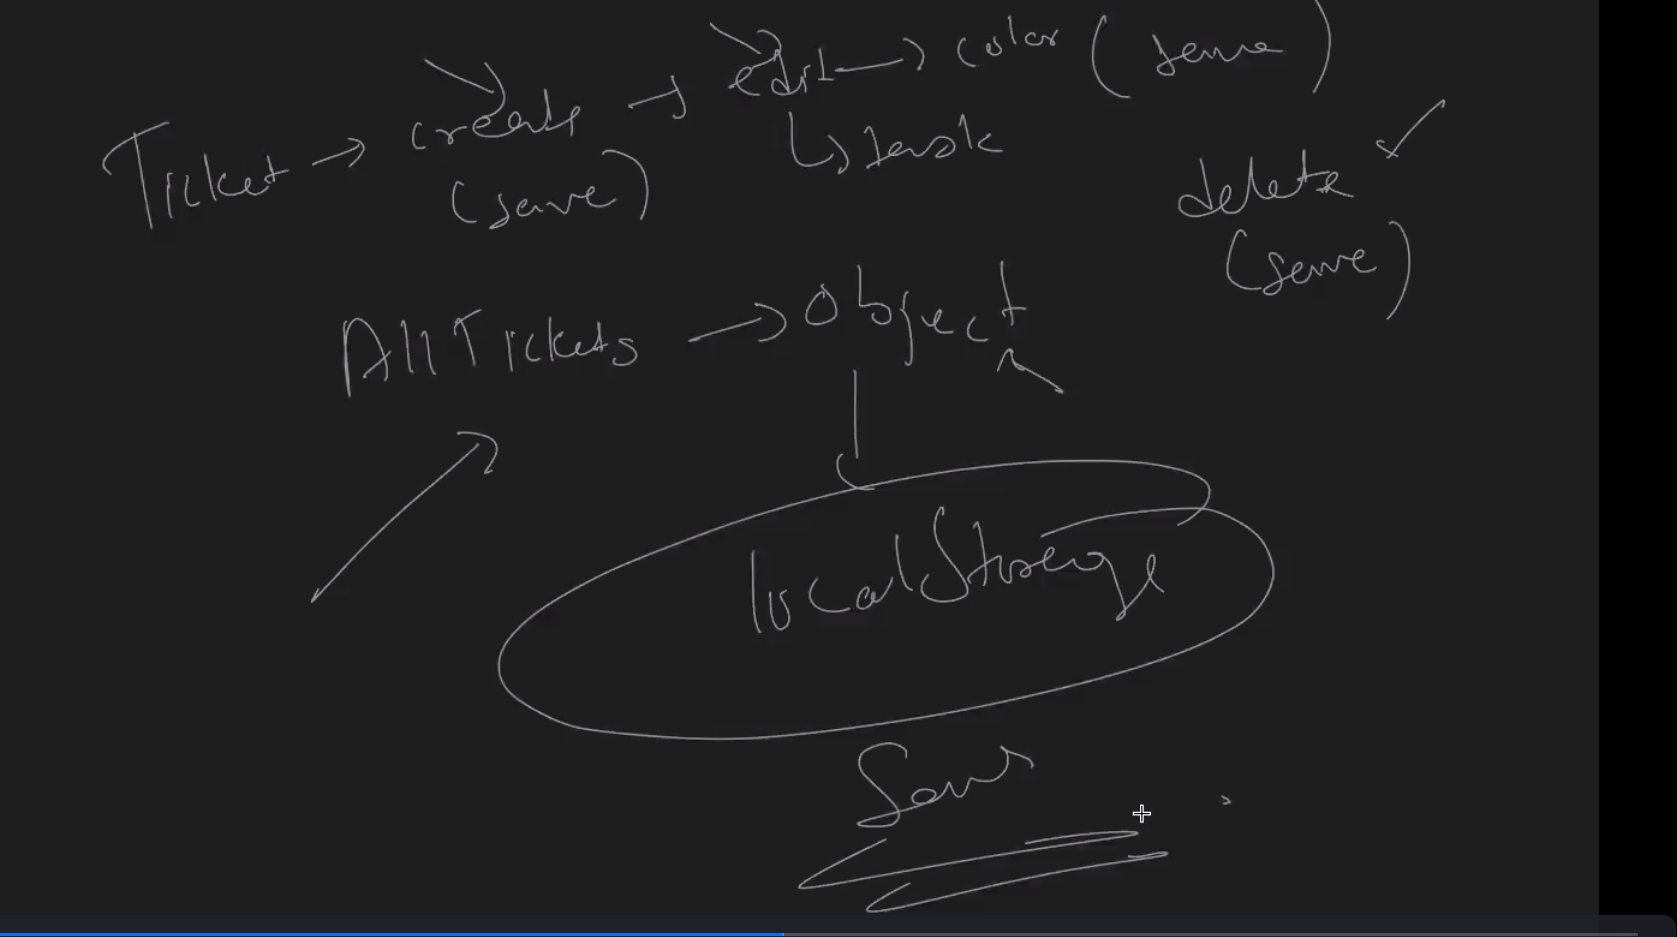 Ticket → create → edit → color (save)
(save)
↳ task
delete ✓
(save)
AllTickets → Object
localStorage
Save